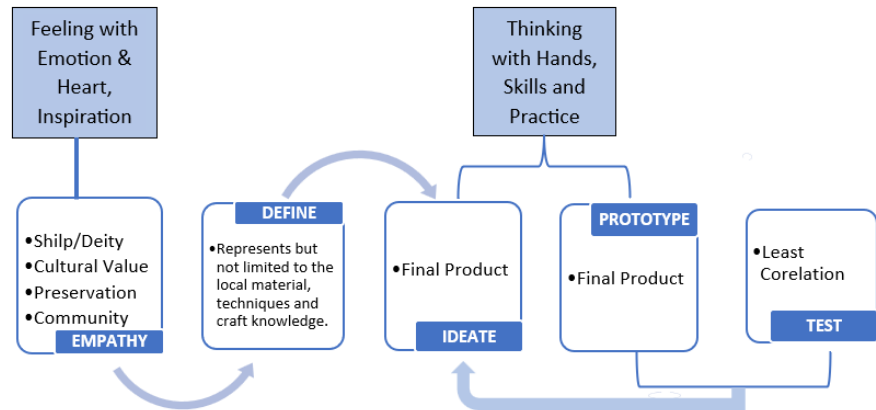 Feeling with
Emotion &
Heart,
Inspiration
Thinking
with Hands,
Skills and
Practice
•Shilp/Deity
•Cultural Value
•Preservation
•Community
EMPATHY
DEFINE
•Represents but
not limited to the
local material,
techniques and
craft knowledge.
•Final Product
IDEATE
PROTOTYPE
•Final Product
•Least
Corelation
TEST